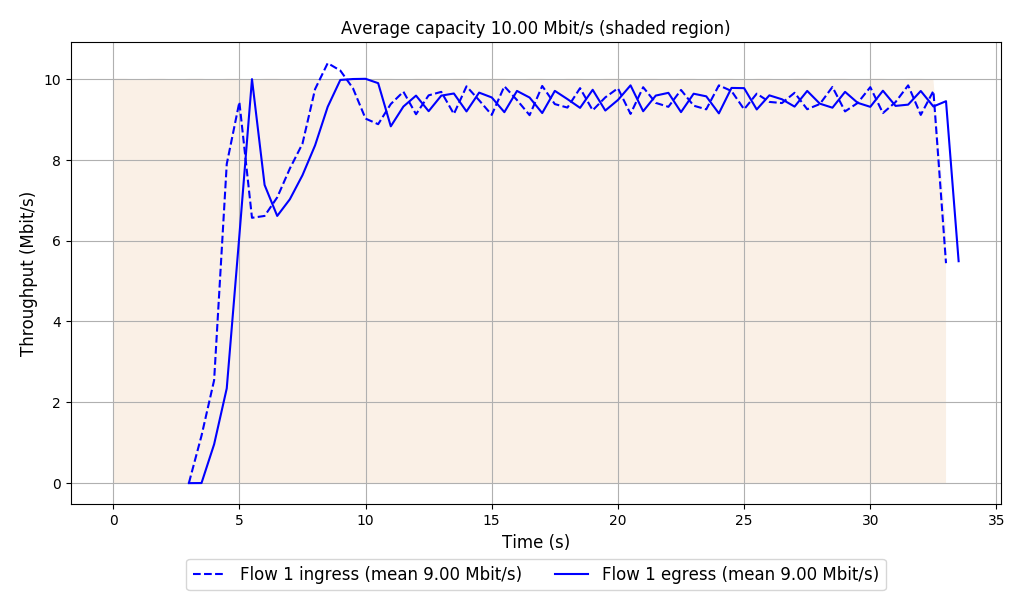 Average capacity 10.00 Mbit/s (shaded region)
Throughput (Mbit/s)
10
8
6
4
2
0
0 5 10 15 20 25 30 35
Time (s)
Flow 1 ingress (mean 9.00 Mbit/s) Flow 1 egress (mean 9.00 Mbit/s)